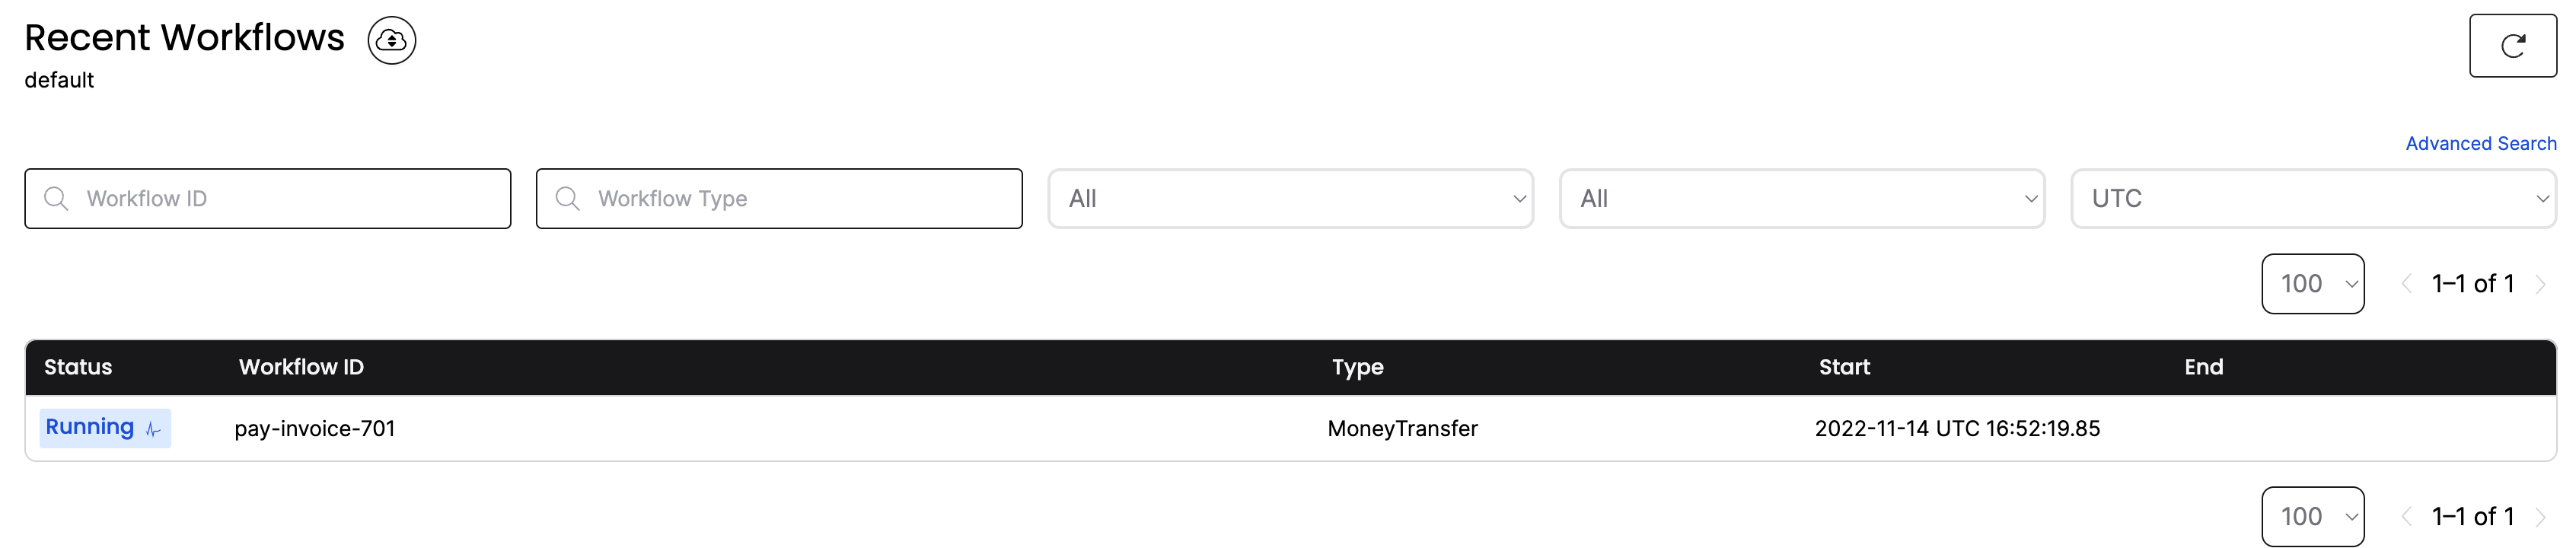 Recent Workflows
default
Advanced Search
Workflow ID Workflow Type All All UTC
100 1–1 of 1
Status Workflow ID Type Start End
Running pay-invoice-701 MoneyTransfer 2022-11-14 UTC 16:52:19.85
100 1–1 of 1